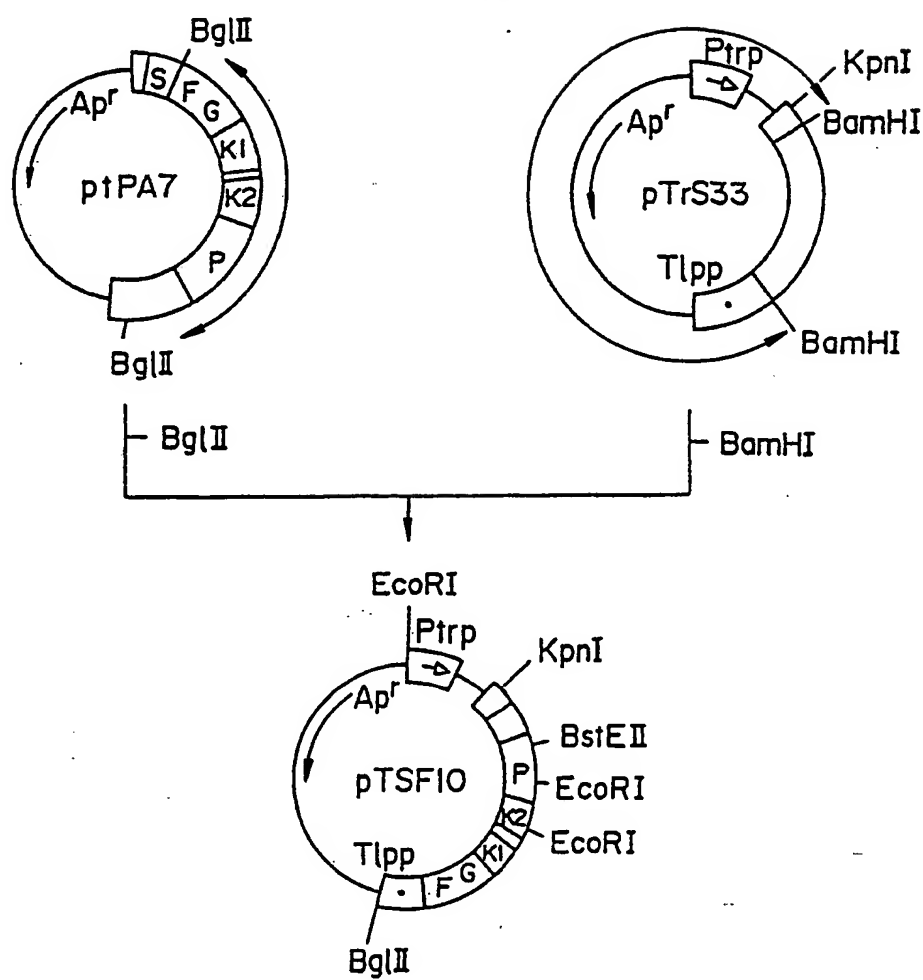 BglII
S
F
G
K1
K2
P
Apʳ
ptPA7
BglII
Ptrp
KpnI
BamHI
Apʳ
pTrS33
Tlpp
BamHI
BglII
BamHI
EcoRI
Ptrp
KpnI
Apʳ
BstEII
pTSF10
P
EcoRI
K2
EcoRI
K1
Tlpp
F
G
BglII